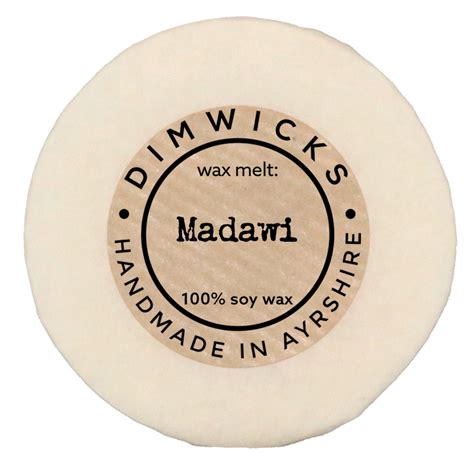 • DIMWICKS •
wax melt:
Madawi
100% soy wax
HANDMADE IN AYRSHIRE